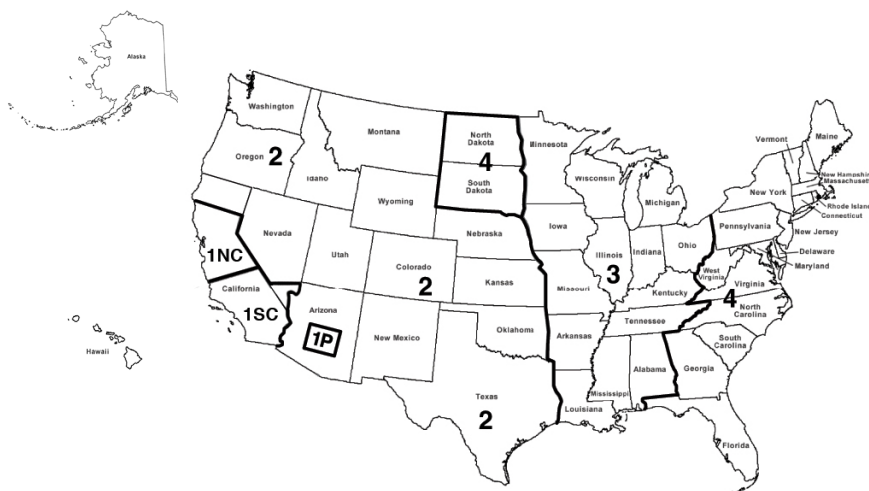 Alaska
Washington
Montana
North
Dakota
Minnesota
Vermont
Maine
Oregon
2
Idaho
4
Wisconsin
Michigan
New York
New Hampshire
Massachusett
Wyoming
South
Dakota
Rhode Island
Connecticut
Nevada
Nebraska
Iowa
Pennsylvania
New Jersey
1NC
Utah
Colorado
2
Illinois
3
Indiana
Ohio
Delaware
Maryland
West
Virginia
Virginia
California
1SC
Kansas
Missouri
Kentucky
4
North
Carolina
Arizona
1P
New Mexico
Oklahoma
Arkansas
Tennessee
South
Carolina
Hawaii
Texas
2
Louisiana
Mississippi
Alabama
Georgia
Florida